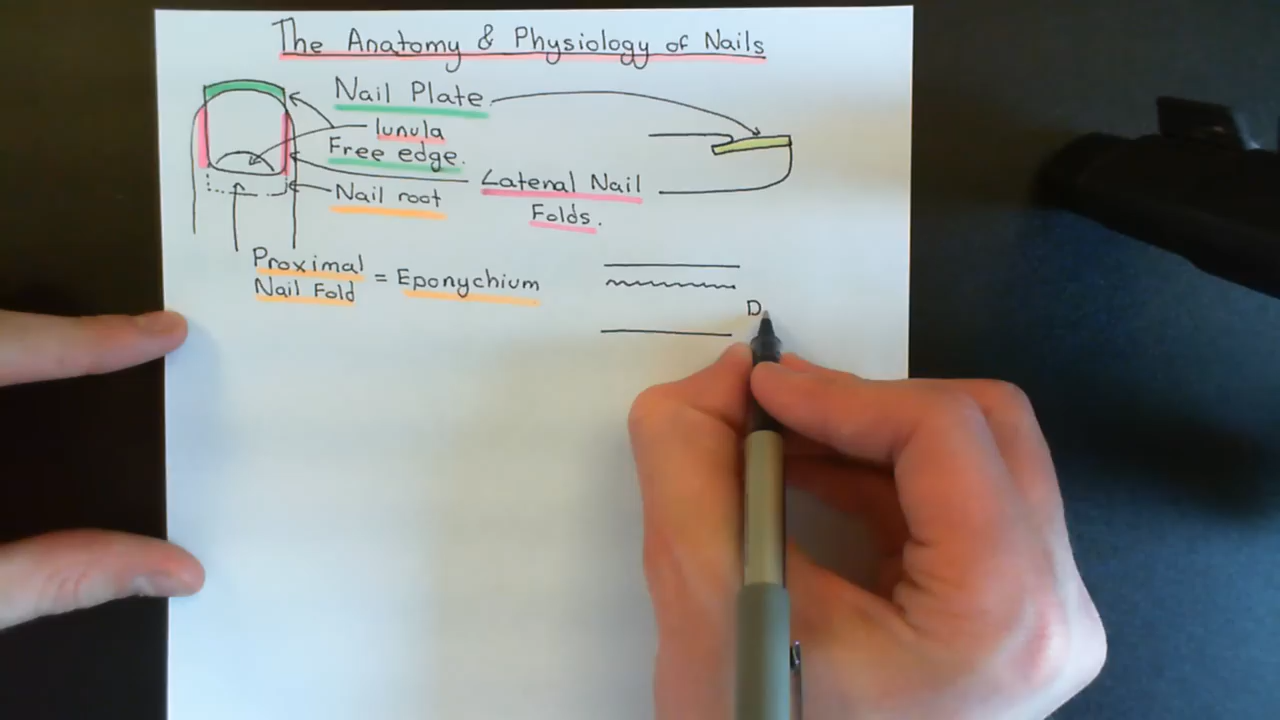 The Anatomy & Physiology of Nails
Nail Plate.
lunula
Free edge.
Lateral Nail
Folds.
Nail root
Proximal
Nail Fold
= Eponychium
D